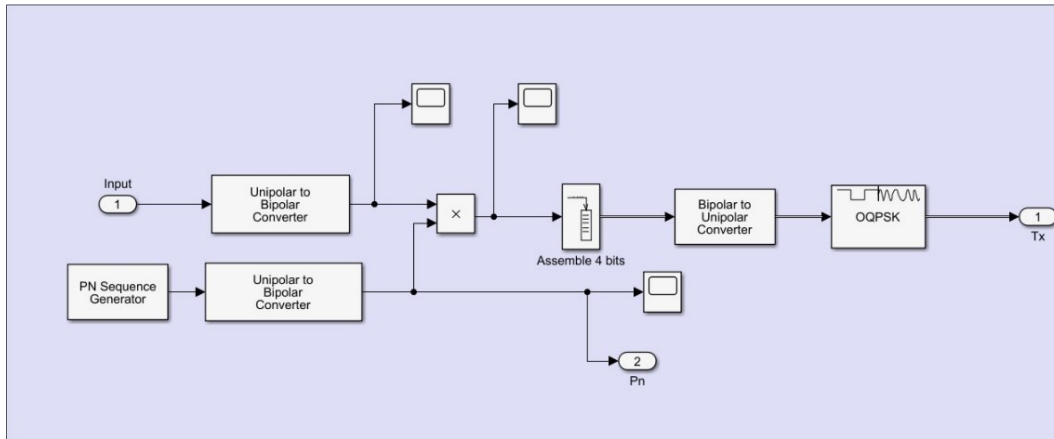 Input
1
Unipolar to
Bipolar
Converter
×
Assemble 4 bits
Bipolar to
Unipolar
Converter
OQPSK
1
Tx
PN Sequence
Generator
Unipolar to
Bipolar
Converter
2
Pn